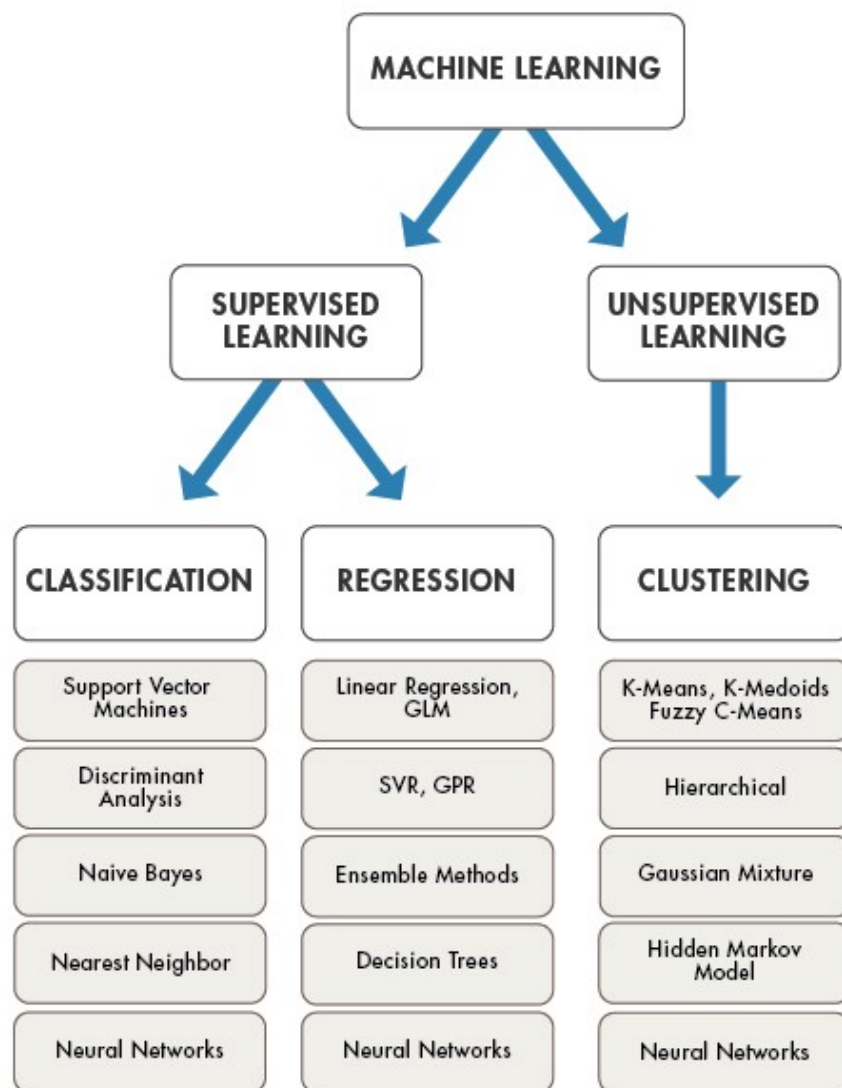 MACHINE LEARNING
SUPERVISED
LEARNING
UNSUPERVISED
LEARNING
CLASSIFICATION
Support Vector
Machines
Discriminant
Analysis
Naive Bayes
Nearest Neighbor
Neural Networks
REGRESSION
Linear Regression,
GLM
SVR, GPR
Ensemble Methods
Decision Trees
Neural Networks
CLUSTERING
K-Means, K-Medoids
Fuzzy C-Means
Hierarchical
Gaussian Mixture
Hidden Markov
Model
Neural Networks